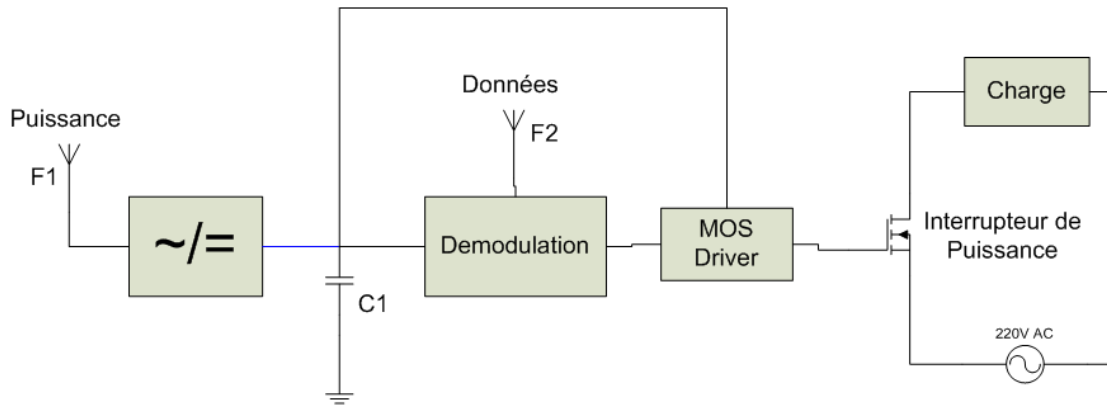 Puissance
F1
~/=
C1
Données
F2
Demodulation
MOS
Driver
Charge
Interrupteur de
Puissance
220V AC